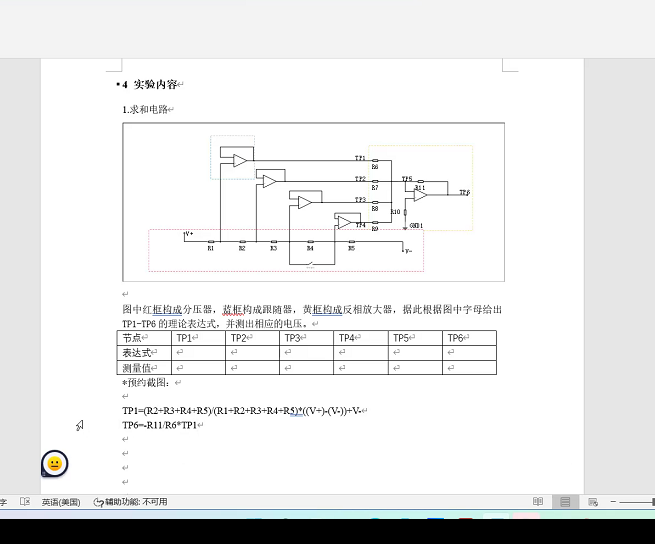 •4 实验内容
1.求和电路
TP1
R6
TP2
R7
TP5
R11
TP6
TP3
R8
R10
TP4
R9
GND1
V+
R1 R2 R3 R4 R5
V-
图中红框构成分压器，蓝框构成跟随器，黄框构成反相放大器，据此根据图中字母给出
TP1-TP6 的理论表达式，并测出相应的电压。
节点 TP1 TP2 TP3 TP4 TP5 TP6
表达式
测量值
*预约截图：
TP1=(R2+R3+R4+R5)/(R1+R2+R3+R4+R5)*((V+)-(V-))+V-
TP6=-R11/R6*TP1
字 英语(美国) 辅助功能: 不可用